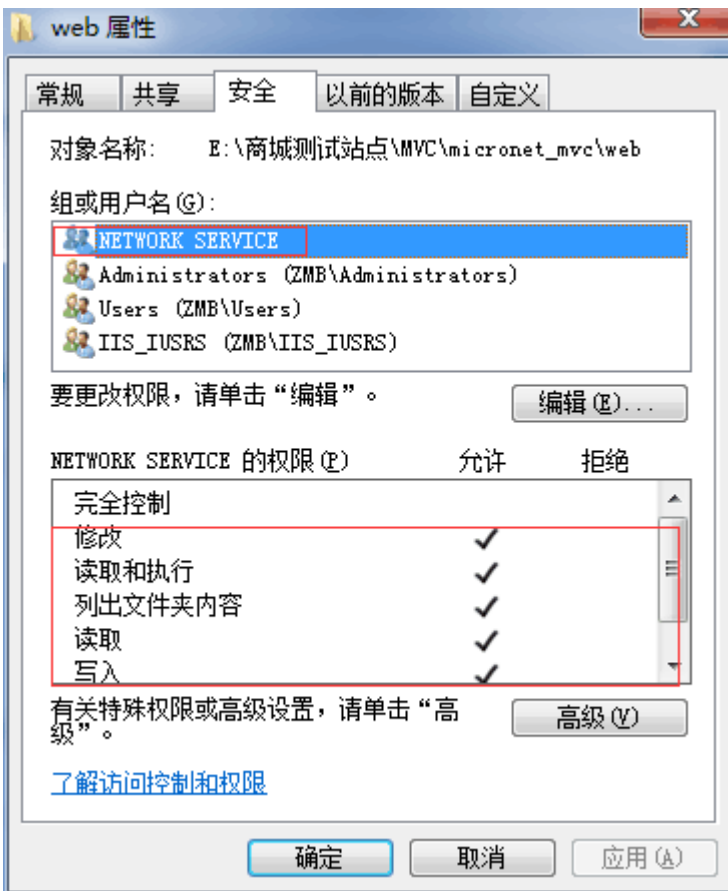 web 属性
常规 共享 安全 以前的版本 自定义
对象名称: E:\商城测试站点\MVC\micronet_mvc\web
组或用户名(G):
NETWORK SERVICE
Administrators (ZMB\Administrators)
Users (ZMB\Users)
IIS_IUSRS (ZMB\IIS_IUSRS)
要更改权限，请单击“编辑”。 编辑(E)...
NETWORK SERVICE 的权限(P) 允许 拒绝
完全控制
修改
读取和执行
列出文件夹内容
读取
写入
有关特殊权限或高级设置，请单击“高
级”。 高级(V)
了解访问控制和权限
确定 取消 应用(A)